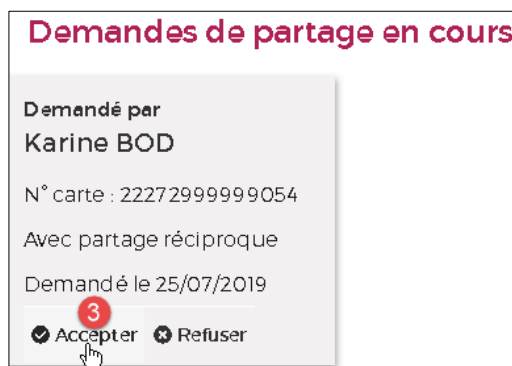 Demandes de partage en cours
Demandé par
Karine BOD
N° carte : 22272999999054
Avec partage réciproque
Demandé le 25/07/2019
3
Accepter Refuser